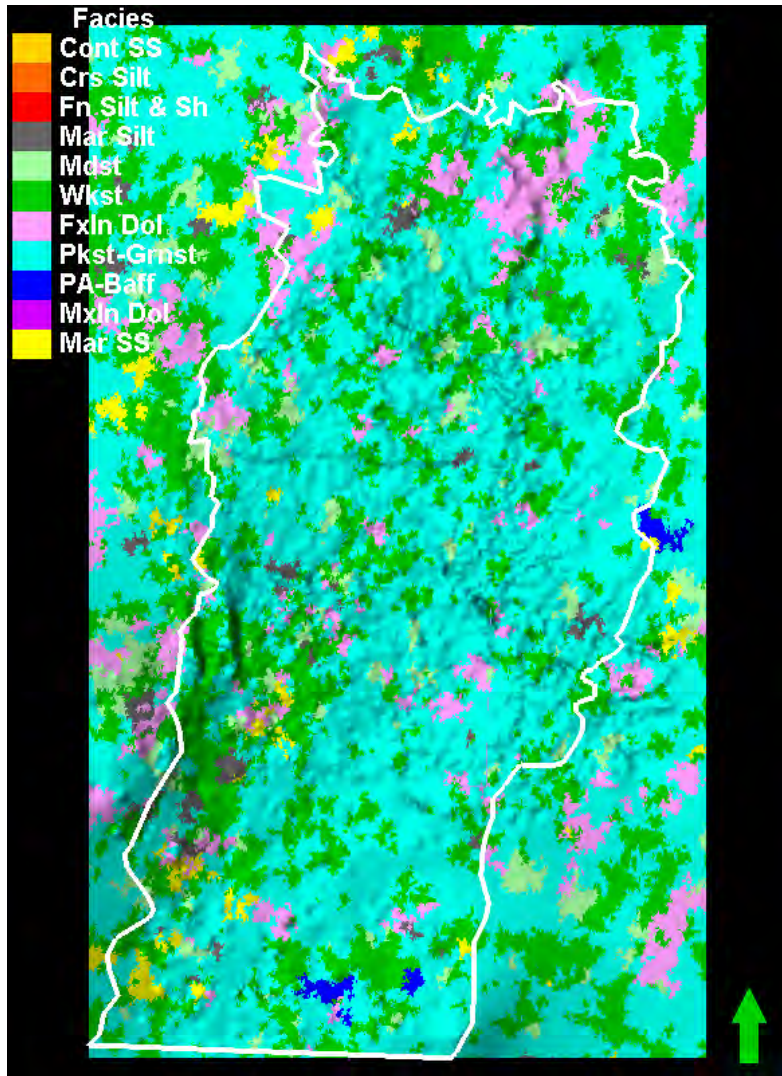 Facies
Cont SS
Crs Silt
Fn Silt & Sh
Mar Silt
Mdst
Wkst
Fxln Dol
Pkst-Grnst
PA-Baff
Mxln Dol
Mar SS